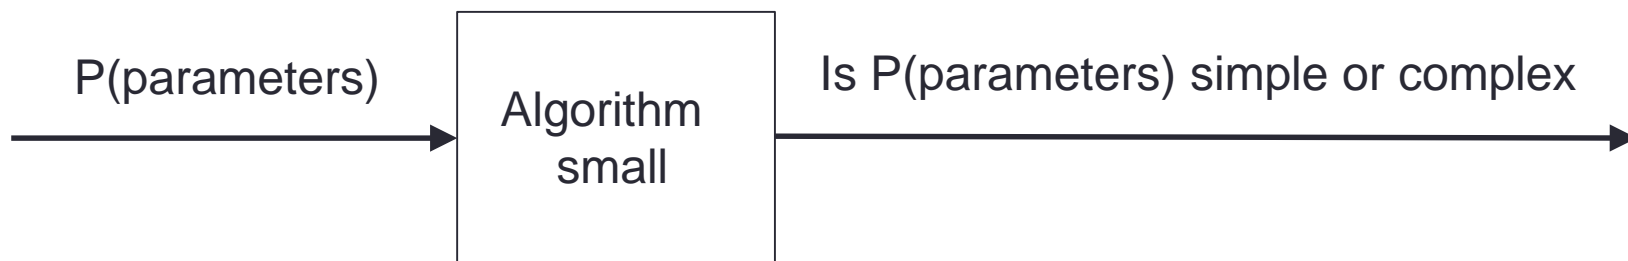 P(parameters)
Algorithm
small
Is P(parameters) simple or complex